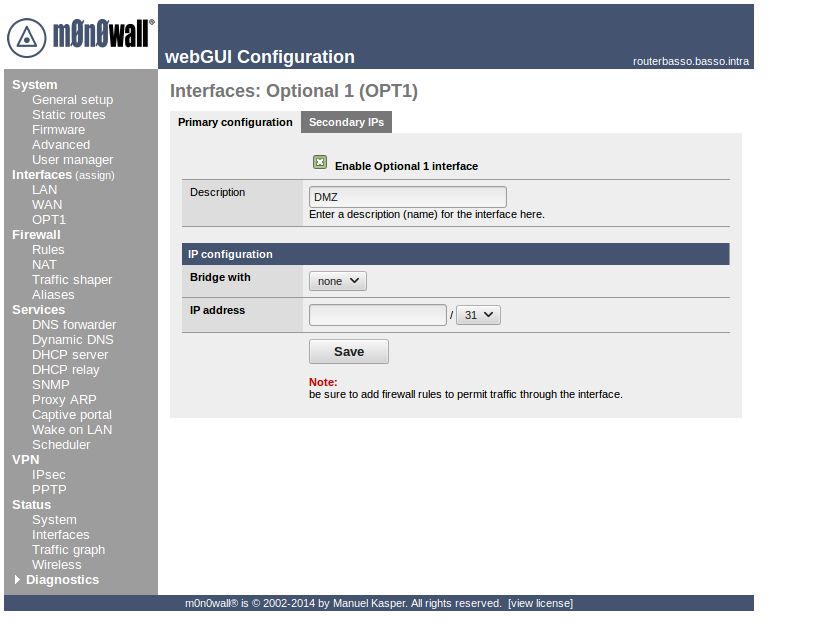 m0n0wall®
webGUI Configuration
routerbasso.basso.intra
System
General setup
Static routes
Firmware
Advanced
User manager
Interfaces (assign)
LAN
WAN
OPT1
Firewall
Rules
NAT
Traffic shaper
Aliases
Services
DNS forwarder
Dynamic DNS
DHCP server
DHCP relay
SNMP
Proxy ARP
Captive portal
Wake on LAN
Scheduler
VPN
IPsec
PPTP
Status
System
Interfaces
Traffic graph
Wireless
Diagnostics
Interfaces: Optional 1 (OPT1)
Primary configuration Secondary IPs
Enable Optional 1 interface
Description DMZ
Enter a description (name) for the interface here.
IP configuration
Bridge with none
IP address / 31
Save
Note:
be sure to add firewall rules to permit traffic through the interface.
m0n0wall® is © 2002-2014 by Manuel Kasper. All rights reserved. [view license]